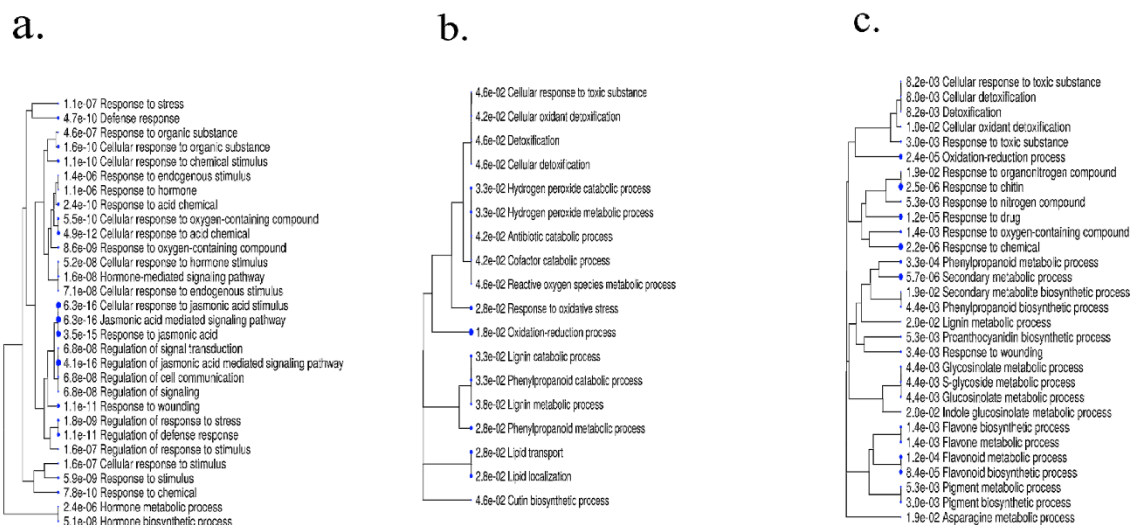 a.
1.1e-07 Response to stress
4.7e-10 Defense response
4.6e-07 Response to organic substance
1.6e-10 Cellular response to organic substance
1.1e-10 Cellular response to chemical stimulus
1.4e-06 Response to endogenous stimulus
1.1e-06 Response to hormone
2.4e-10 Response to acid chemical
5.5e-10 Cellular response to oxygen-containing compound
4.9e-12 Cellular response to acid chemical
8.6e-09 Response to oxygen-containing compound
5.2e-08 Cellular response to hormone stimulus
1.6e-08 Hormone-mediated signaling pathway
7.1e-08 Cellular response to endogenous stimulus
6.3e-16 Cellular response to jasmonic acid stimulus
6.3e-16 Jasmonic acid mediated signaling pathway
3.5e-15 Response to jasmonic acid
6.8e-08 Regulation of signal transduction
4.1e-16 Regulation of jasmonic acid mediated signaling pathway
6.8e-08 Regulation of cell communication
6.8e-08 Regulation of signaling
1.1e-11 Response to wounding
1.8e-09 Regulation of response to stress
1.1e-11 Regulation of defense response
1.6e-07 Regulation of response to stimulus
1.6e-07 Cellular response to stimulus
5.9e-09 Response to stimulus
7.8e-10 Response to chemical
2.4e-06 Hormone metabolic process
5.1e-08 Hormone biosynthetic process
b.
4.6e-02 Cellular response to toxic substance
4.2e-02 Cellular oxidant detoxification
4.6e-02 Detoxification
4.6e-02 Cellular detoxification
3.3e-02 Hydrogen peroxide catabolic process
3.3e-02 Hydrogen peroxide metabolic process
4.2e-02 Antibiotic catabolic process
4.2e-02 Cofactor catabolic process
4.6e-02 Reactive oxygen species metabolic process
2.8e-02 Response to oxidative stress
1.8e-02 Oxidation-reduction process
3.3e-02 Lignin catabolic process
3.3e-02 Phenylpropanoid catabolic process
3.8e-02 Lignin metabolic process
2.8e-02 Phenylpropanoid metabolic process
2.8e-02 Lipid transport
2.8e-02 Lipid localization
4.6e-02 Cutin biosynthetic process
c.
8.2e-03 Cellular response to toxic substance
8.0e-03 Cellular detoxification
8.2e-03 Detoxification
1.0e-02 Cellular oxidant detoxification
3.0e-03 Response to toxic substance
2.4e-05 Oxidation-reduction process
1.9e-02 Response to organonitrogen compound
2.5e-06 Response to chitin
5.3e-03 Response to nitrogen compound
1.2e-05 Response to drug
1.4e-03 Response to oxygen-containing compound
2.2e-06 Response to chemical
3.3e-04 Phenylpropanoid metabolic process
5.7e-06 Secondary metabolic process
1.9e-02 Secondary metabolite biosynthetic process
4.4e-03 Phenylpropanoid biosynthetic process
2.0e-02 Lignin metabolic process
5.3e-03 Proanthocyanidin biosynthetic process
3.4e-03 Response to wounding
4.4e-03 Glycosinolate metabolic process
4.4e-03 S-glycoside metabolic process
4.4e-03 Glucosinolate metabolic process
2.0e-02 Indole glucosinolate metabolic process
1.4e-03 Flavone biosynthetic process
1.4e-03 Flavone metabolic process
1.2e-04 Flavonoid metabolic process
8.4e-05 Flavonoid biosynthetic process
5.3e-03 Pigment metabolic process
3.0e-03 Pigment biosynthetic process
1.9e-02 Asparagine metabolic process